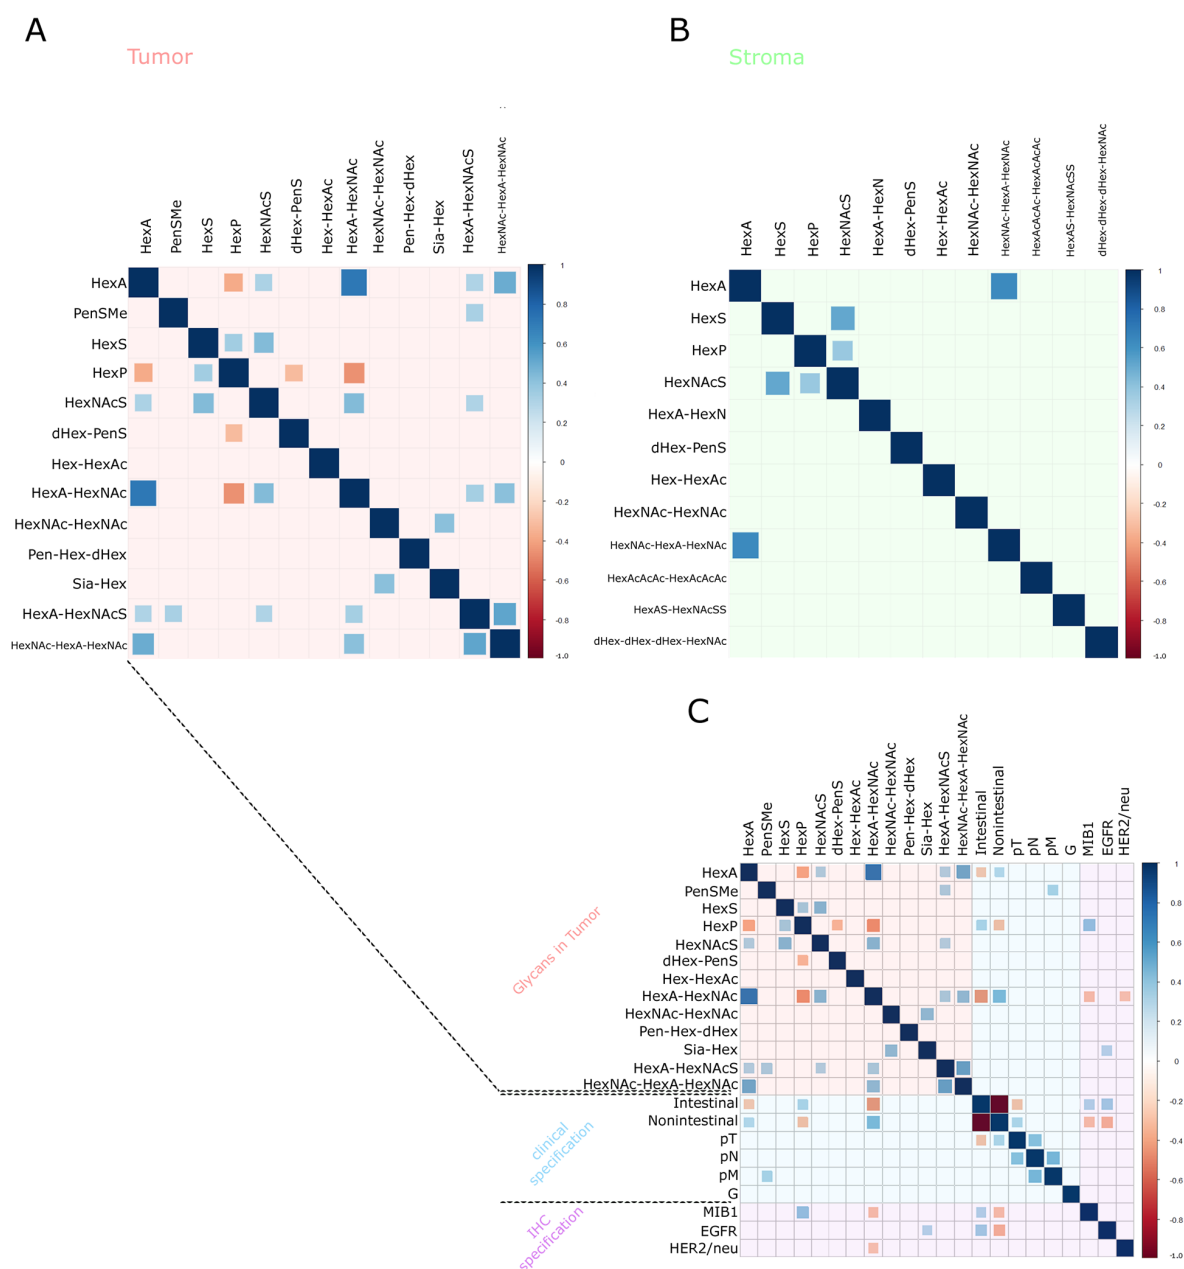 A
Tumor
HexA
PenSMe
HexS
HexP
HexNAcS
dHex-PenS
Hex-HexAc
HexA-HexNAc
HexNAc-HexNAc
Pen-Hex-dHex
Sia-Hex
HexA-HexNAcS
HexNAc-HexA-HexNAc
HexA
PenSMe
HexS
HexP
HexNAcS
dHex-PenS
Hex-HexAc
HexA-HexNAc
HexNAc-HexNAc
Pen-Hex-dHex
Sia-Hex
HexA-HexNAcS
HexNAc-HexA-HexNAc
1
0.8
0.6
0.4
0.2
0
-0.2
-0.4
-0.6
-0.8
-1.0
B
Stroma
HexA
HexS
HexP
HexNAcS
HexA-HexN
dHex-PenS
Hex-HexAc
HexNAc-HexNAc
HexNAc-HexA-HexNAc
HexAcAcAc-HexAcAcAc
HexAS-HexNAcSS
dHex-dHex-dHex-HexNAc
HexA
HexS
HexP
HexNAcS
HexA-HexN
dHex-PenS
Hex-HexAc
HexNAc-HexNAc
HexNAc-HexA-HexNAc
HexAcAcAc-HexAcAcAc
HexAS-HexNAcSS
dHex-dHex-dHex-HexNAc
1
0.8
0.6
0.4
0.2
0
-0.2
-0.4
-0.6
-0.8
-1.0
C
HexA
PenSMe
HexS
HexP
HexNAcS
dHex-PenS
Hex-HexAc
HexA-HexNAc
HexNAc-HexNAc
Pen-Hex-dHex
Sia-Hex
HexA-HexNAcS
HexNAc-HexA-HexNAc
Intestinal
Nonintestinal
pT
pN
pM
G
MIB1
EGFR
HER2/neu
Glycans in Tumor
clinical
specification
IHC
specification
HexA
PenSMe
HexS
HexP
HexNAcS
dHex-PenS
Hex-HexAc
HexA-HexNAc
HexNAc-HexNAc
Pen-Hex-dHex
Sia-Hex
HexA-HexNAcS
HexNAc-HexA-HexNAc
Intestinal
Nonintestinal
pT
pN
pM
G
MIB1
EGFR
HER2/neu
1
0.8
0.6
0.4
0.2
0
-0.2
-0.4
-0.6
-0.8
-1.0